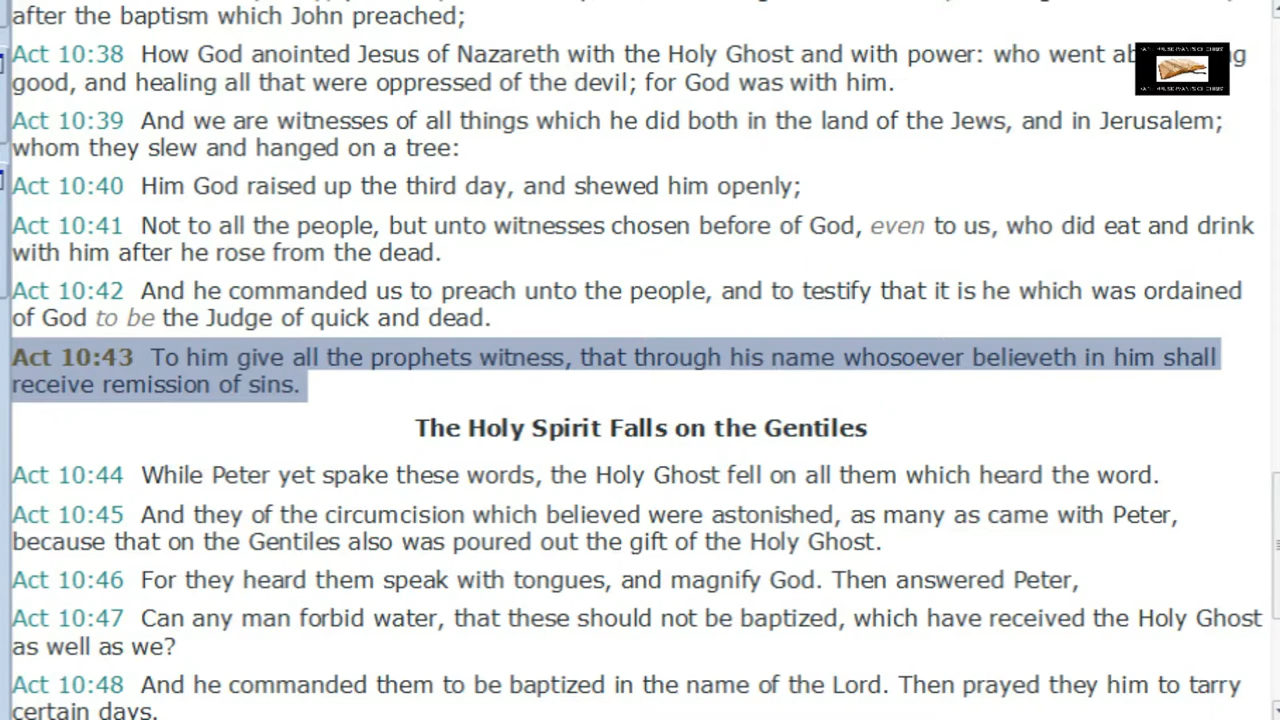 after the baptism which John preached;
Act 10:38 How God anointed Jesus of Nazareth with the Holy Ghost and with power: who went
good, and healing all that were oppressed of the devil; for God was with him.
Act 10:39 And we are witnesses of all things which he did both in the land of the Jews, and in Jerusalem;
whom they slew and hanged on a tree:
Act 10:40 Him God raised up the third day, and shewed him openly;
Act 10:41 Not to all the people, but unto witnesses chosen before of God, even to us, who did eat and drink
with him after he rose from the dead.
Act 10:42 And he commanded us to preach unto the people, and to testify that it is he which was ordained
of God to be the Judge of quick and dead.
Act 10:43 To him give all the prophets witness, that through his name whosoever believeth in him shall
receive remission of sins.
The Holy Spirit Falls on the Gentiles
Act 10:44 While Peter yet spake these words, the Holy Ghost fell on all them which heard the word.
Act 10:45 And they of the circumcision which believed were astonished, as many as came with Peter,
because that on the Gentiles also was poured out the gift of the Holy Ghost.
Act 10:46 For they heard them speak with tongues, and magnify God. Then answered Peter,
Act 10:47 Can any man forbid water, that these should not be baptized, which have received the Holy Ghost
as well as we?
Act 10:48 And he commanded them to be baptized in the name of the Lord. Then prayed they him to tarry
certain days.